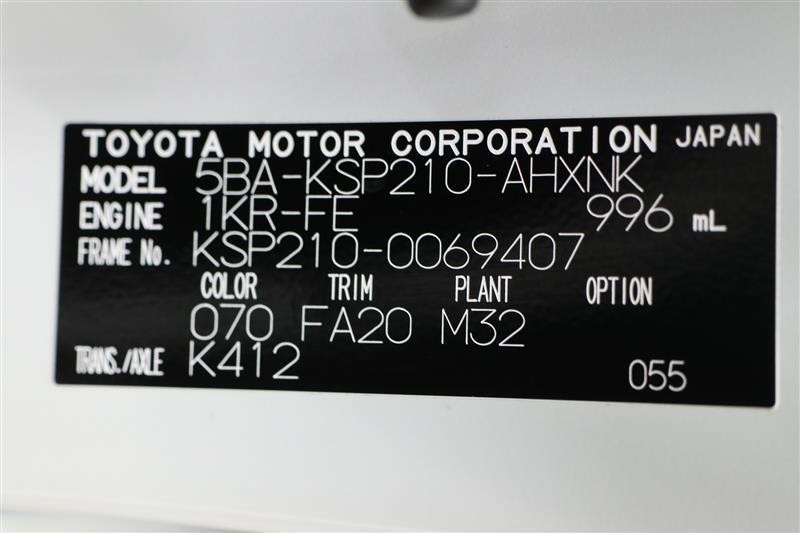 TOYOTA MOTOR CORPORATION JAPAN
MODEL 5BA-KSP210-AHXNK
ENGINE 1KR-FE 996 mL
FRAME No. KSP210-0069407
COLOR TRIM PLANT OPTION
070 FA20 M32
TRANS./AXLE K412 055